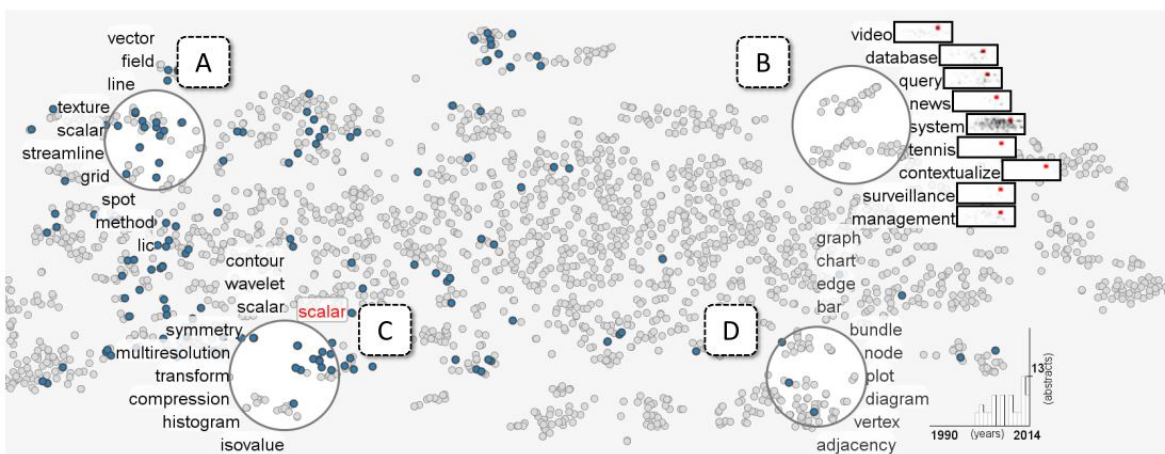 A
vector
field
line
texture
scalar
streamline
grid
spot
method
lic
B
video
database
query
news
system
tennis
contextualize
surveillance
management
C
contour
wavelet
scalar
scalar
symmetry
multiresolution
transform
compression
histogram
isovalue
D
graph
chart
edge
bar
bundle
node
plot
diagram
vertex
adjacency
13
(abstracts)
1990 (years) 2014